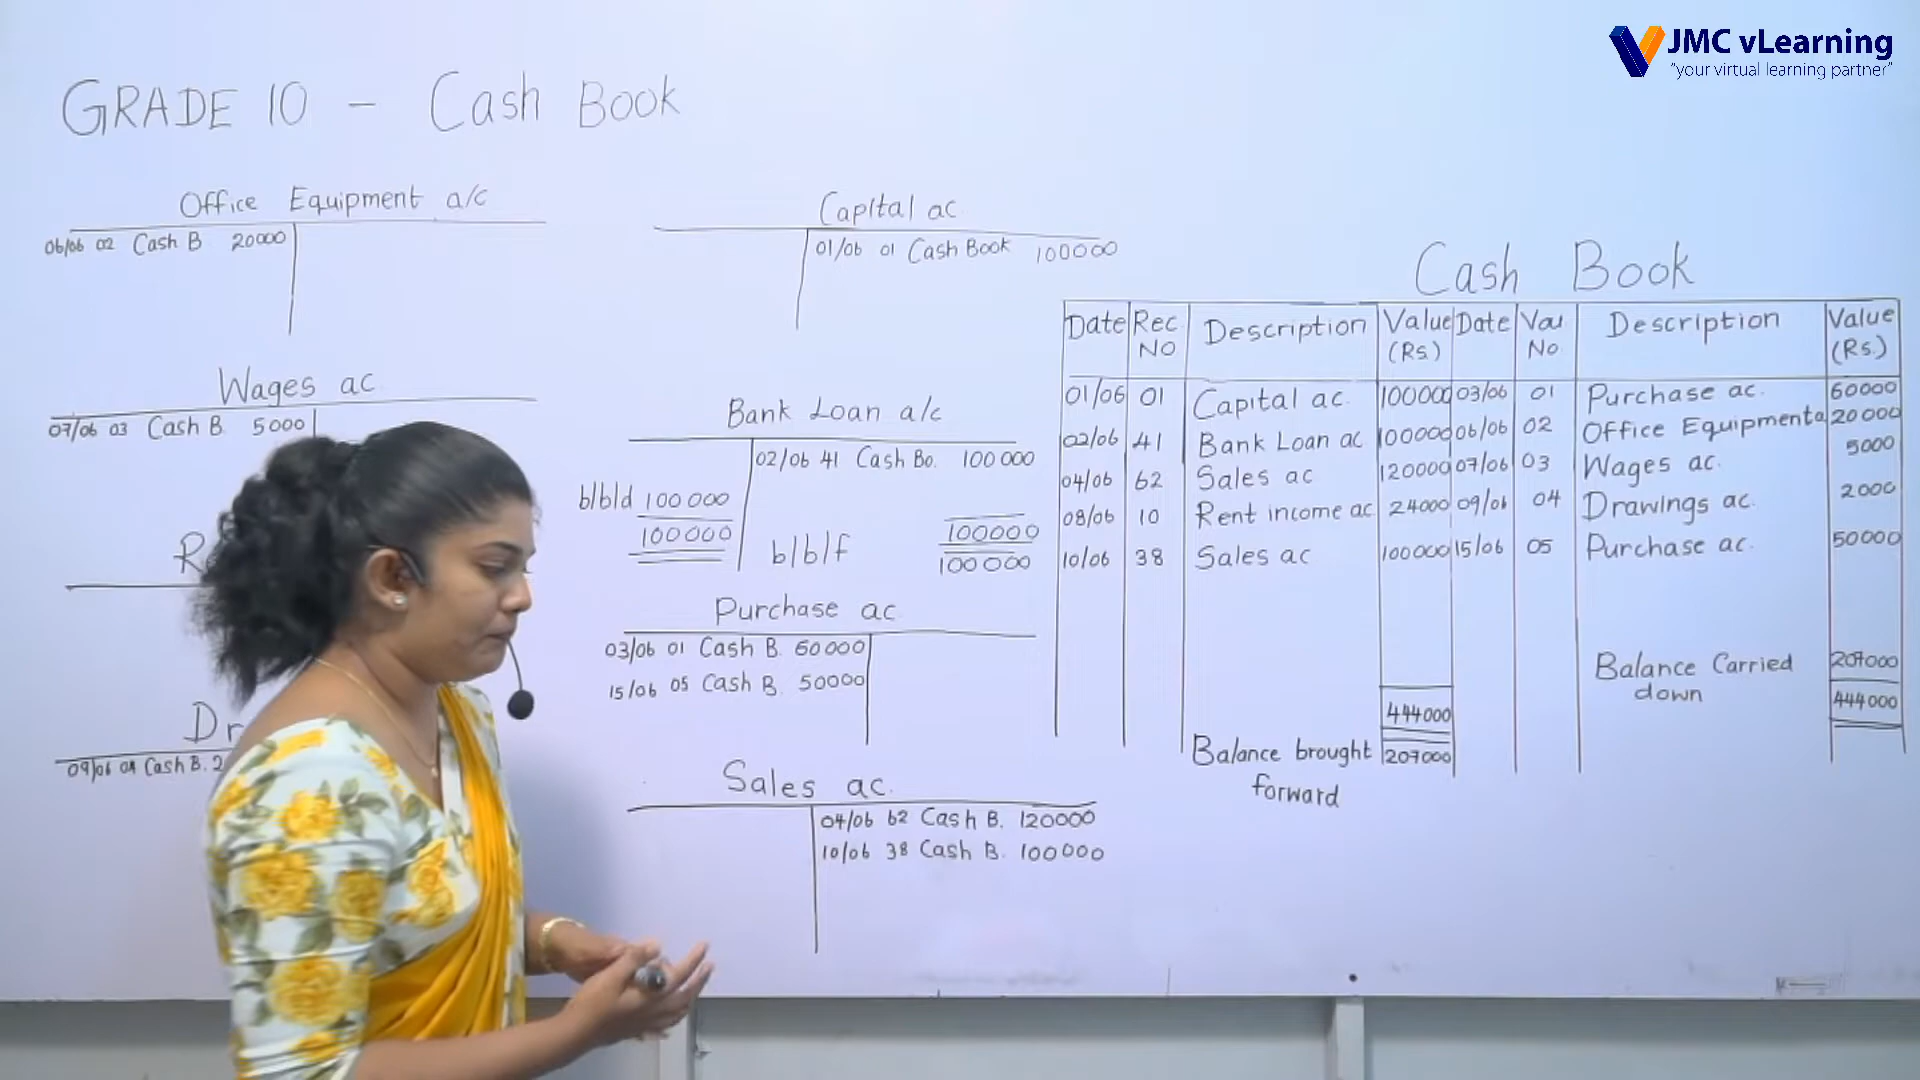 JMC vLearning
"your virtual learning partner"
GRADE 10 - Cash Book
Office Equipment a/c
06/06 02 Cash B 20000
Wages ac.
07/06 03 Cash B. 5000
09/06 04 Cash B.
Capital ac
01/06 01 Cash Book 100000
Bank Loan a/c
02/06 41 Cash Bo. 100000
b/b/d 100000
100000 b/b/f 100000
100000
Purchase ac.
03/06 01 Cash B. 60000
15/06 05 Cash B. 50000
Sales ac.
04/06 62 Cash B. 120000
10/06 38 Cash B. 100000
Cash Book
Date Rec NO Description Value (Rs.) Date Vou No. Description Value (Rs.)
01/06 01 Capital ac. 100000 03/06 01 Purchase ac. 60000
02/06 41 Bank Loan ac 100000 06/06 02 Office Equipmenta 20000
04/06 62 Sales ac 120000 07/06 03 Wages ac. 5000
08/06 10 Rent income ac 24000 09/06 04 Drawings ac. 2000
10/06 38 Sales ac 100000 15/06 05 Purchase ac. 50000
Balance Carried down 207000
444000 444000
Balance brought forward 207000